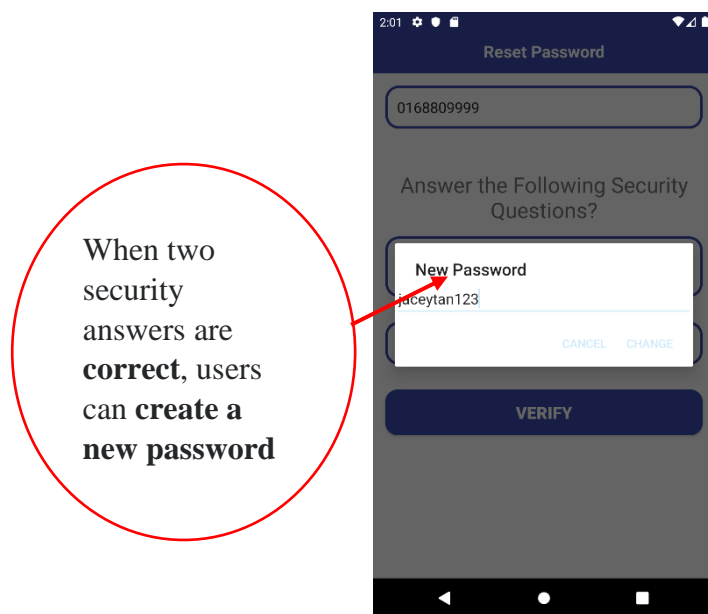 When two
security
answers are
correct, users
can create a
new password
2:01
Reset Password
0168809999
Answer the Following Security
Questions?
New Password
jaceytan123
CANCEL CHANGE
VERIFY